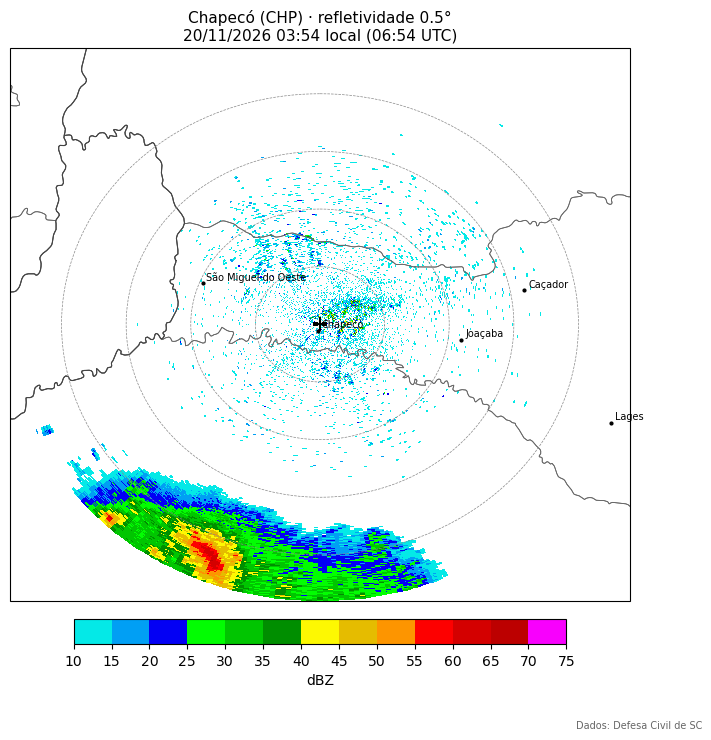 Chapecó (CHP) · refletividade 0.5°
20/11/2026 03:54 local (06:54 UTC)
São Miguel do Oeste
Caçador
Chapecó
Joaçaba
Lages
10 15 20 25 30 35 40 45 50 55 60 65 70 75
dBZ
Dados: Defesa Civil de SC